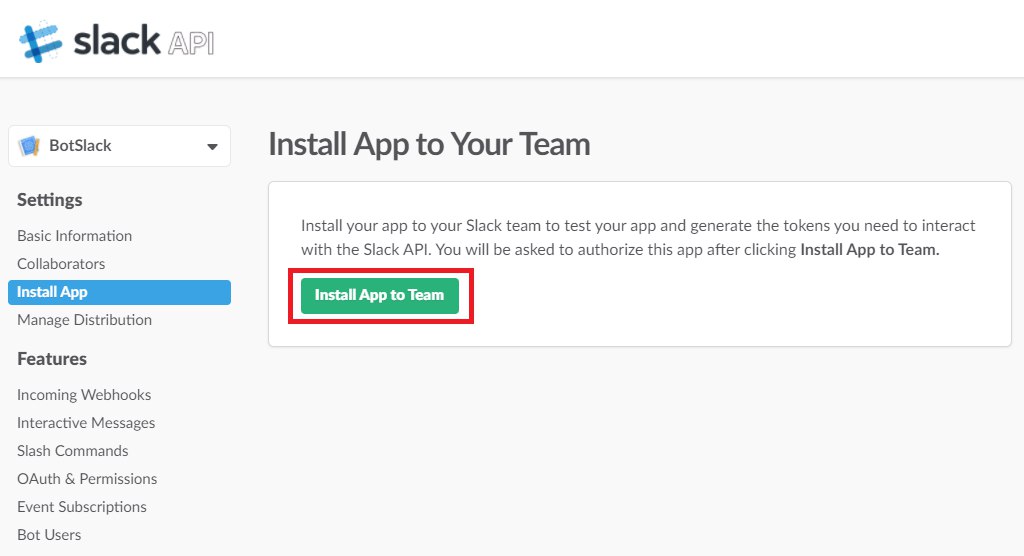 slack API
BotSlack
Install App to Your Team
Settings
Basic Information
Collaborators
Install App
Manage Distribution
Features
Incoming Webhooks
Interactive Messages
Slash Commands
OAuth & Permissions
Event Subscriptions
Bot Users
Install your app to your Slack team to test your app and generate the tokens you need to interact
with the Slack API. You will be asked to authorize this app after clicking Install App to Team.
Install App to Team